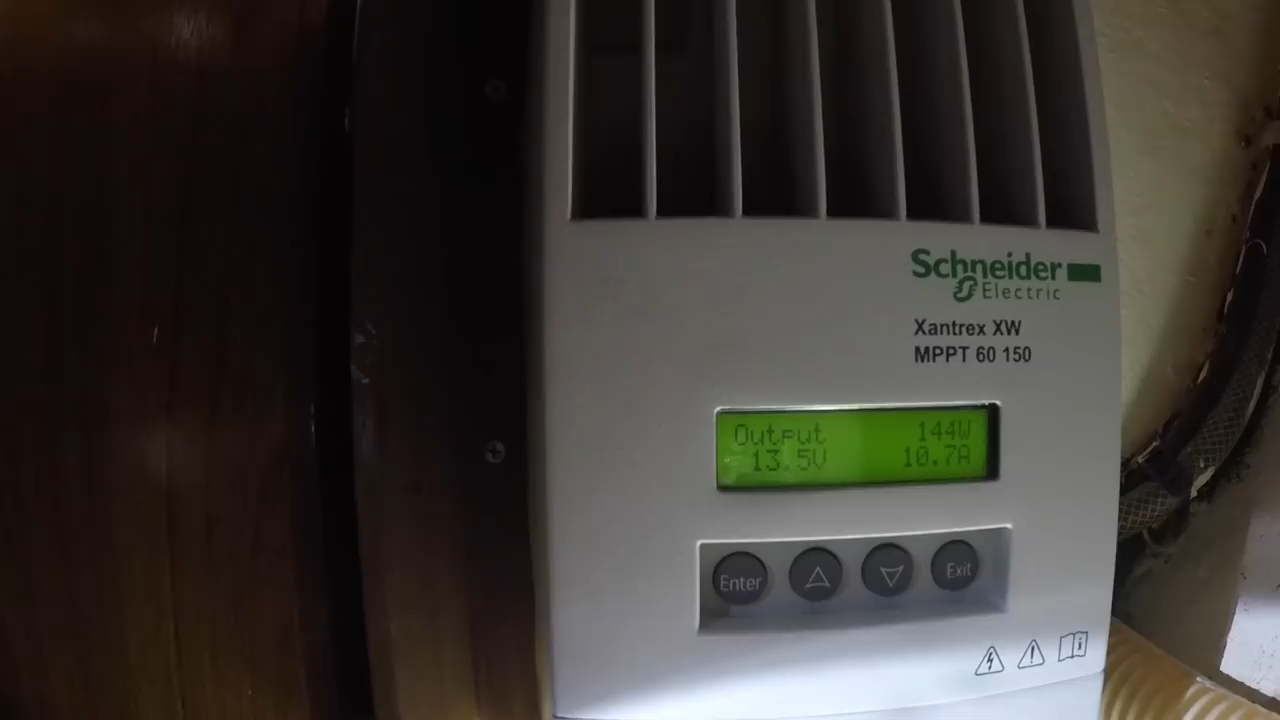 Schneider
Electric
Xantrex XW
MPPT 60 150
Output 144W
13.5V 10.7A
Enter
Exit